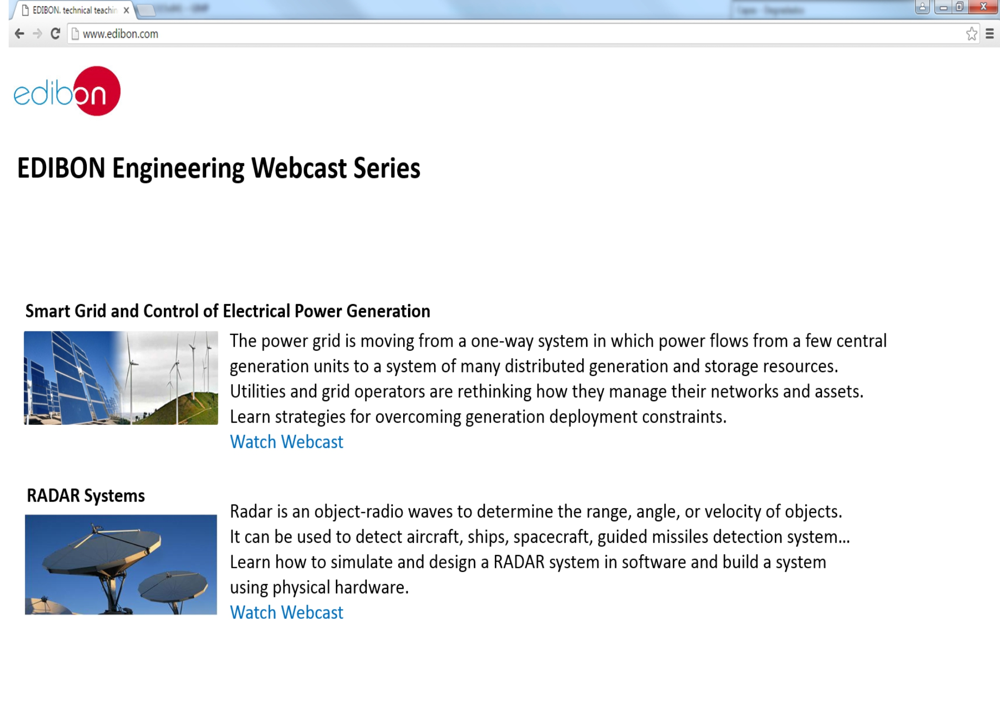 EDIBON. technical teachin
www.edibon.com
edibon
EDIBON Engineering Webcast Series
Smart Grid and Control of Electrical Power Generation
The power grid is moving from a one-way system in which power flows from a few central
generation units to a system of many distributed generation and storage resources.
Utilities and grid operators are rethinking how they manage their networks and assets.
Learn strategies for overcoming generation deployment constraints.
Watch Webcast
RADAR Systems
Radar is an object-radio waves to determine the range, angle, or velocity of objects.
It can be used to detect aircraft, ships, spacecraft, guided missiles detection system...
Learn how to simulate and design a RADAR system in software and build a system
using physical hardware.
Watch Webcast